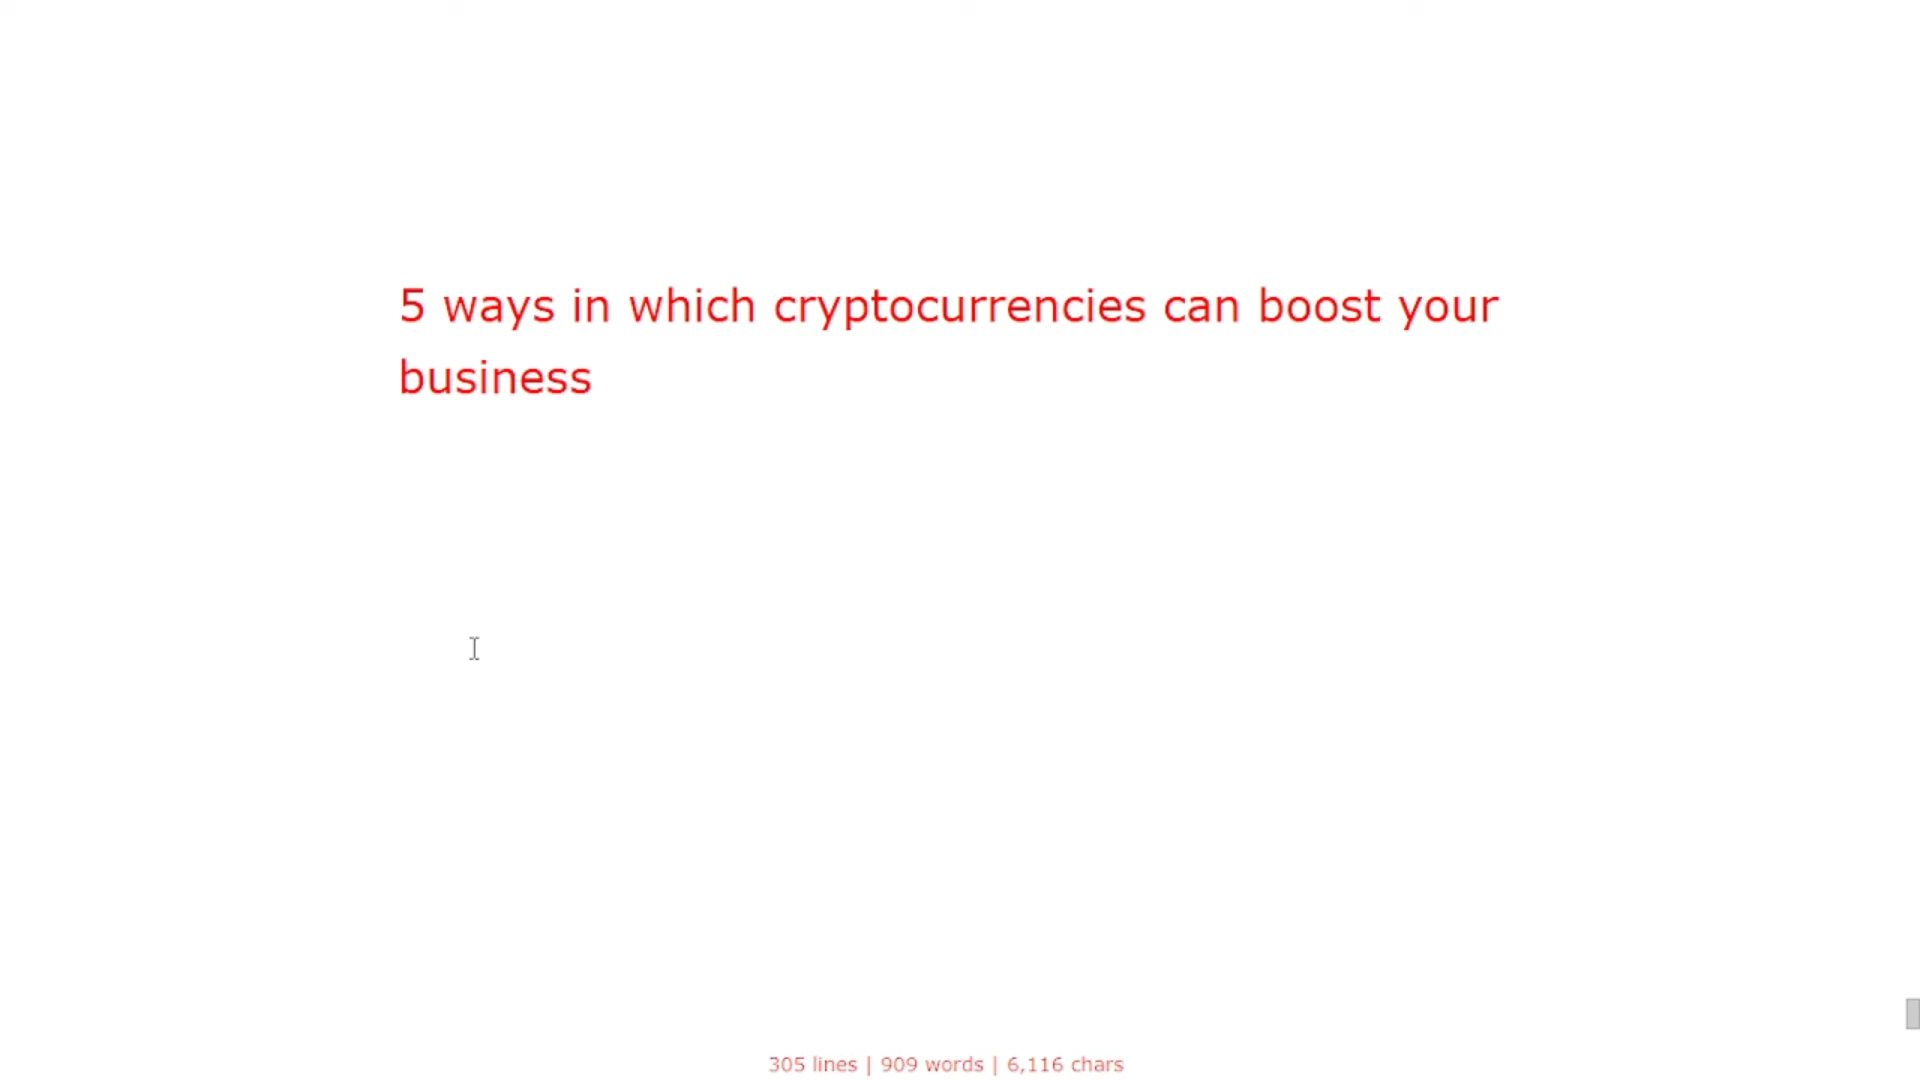 5 ways in which cryptocurrencies can boost your
business
305 lines | 909 words | 6,116 chars